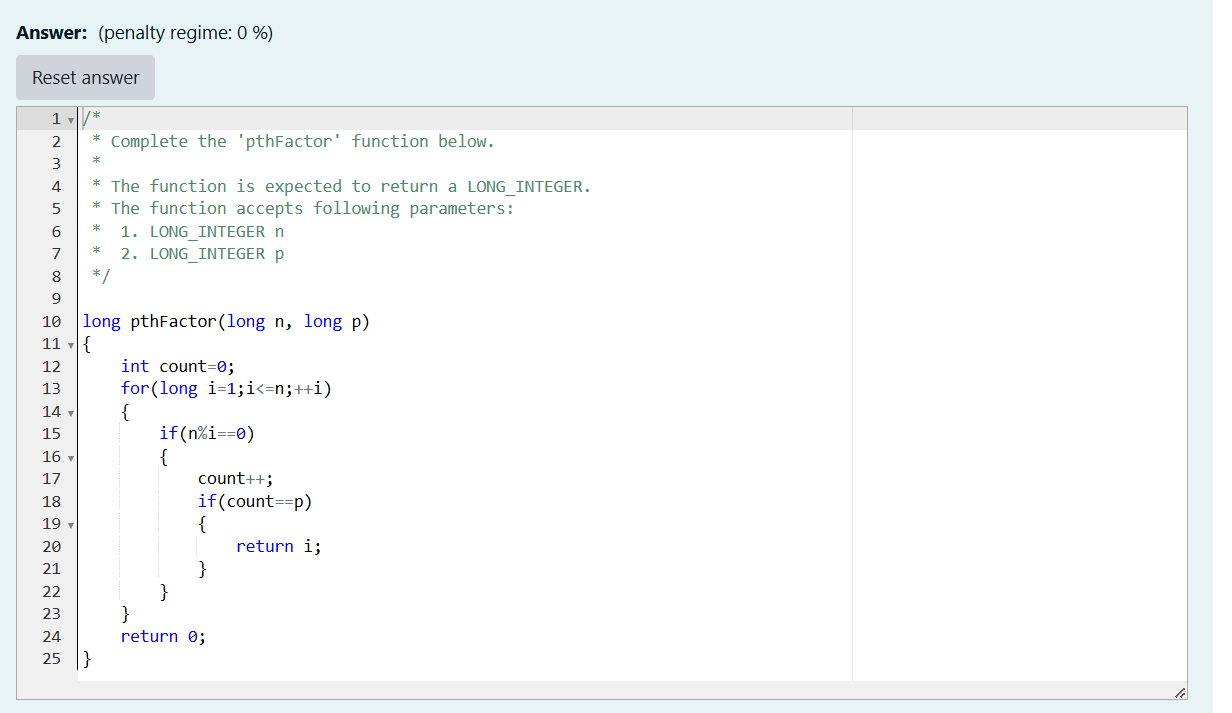 Answer: (penalty regime: 0 %)
Reset answer
1 /*
2  * Complete the 'pthFactor' function below.
3  *
4  * The function is expected to return a LONG_INTEGER.
5  * The function accepts following parameters:
6  *  1. LONG_INTEGER n
7  *  2. LONG_INTEGER p
8  */
9
10 long pthFactor(long n, long p)
11 {
12     int count=0;
13     for(long i=1;i<=n;++i)
14     {
15         if(n%i==0)
16         {
17             count++;
18             if(count==p)
19             {
20                 return i;
21             }
22         }
23     }
24     return 0;
25 }